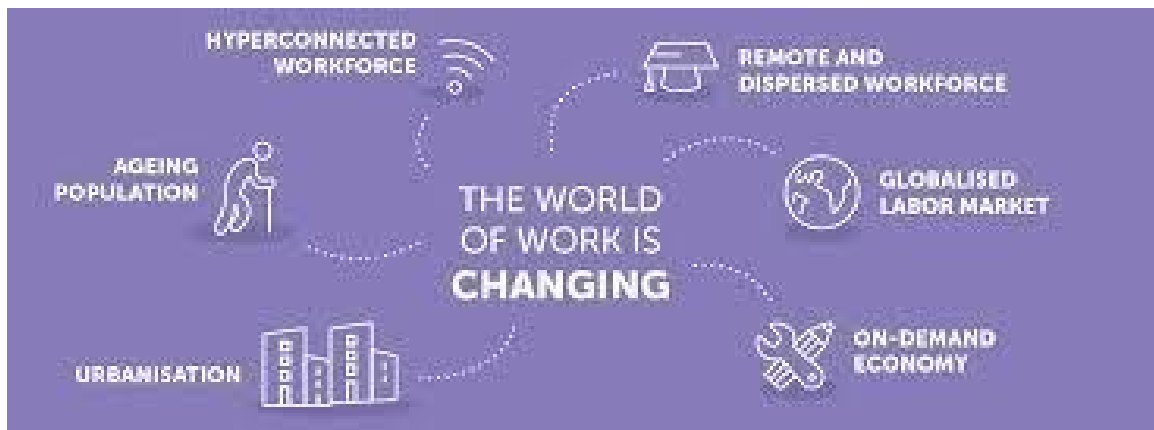 HYPERCONNECTED
WORKFORCE
REMOTE AND
DISPERSED WORKFORCE
AGEING
POPULATION
THE WORLD
OF WORK IS
CHANGING
GLOBALISED
LABOR MARKET
URBANISATION
ON-DEMAND
ECONOMY